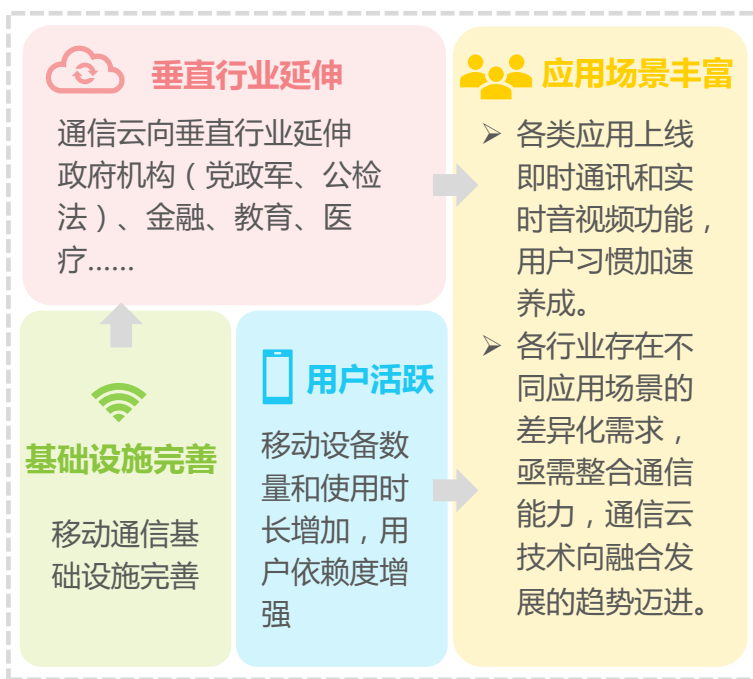 垂直行业延伸
通信云向垂直行业延伸
政府机构（党政军、公检
法）、金融、教育、医
疗……
应用场景丰富
➢ 各类应用上线
即时通讯和实
时音视频功能，
用户习惯加速
养成。
➢ 各行业存在不
同应用场景的
差异化需求，
亟需整合通信
能力，通信云
技术向融合发
展的趋势迈进。
基础设施完善
移动通信基
础设施完善
用户活跃
移动设备数
量和使用时
长增加，用
户依赖度增
强